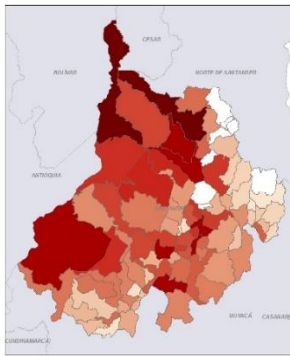 CESAR
BOLÍVAR
NORTE DE SANTANDER
ANTIOQUIA
BOYACÁ
CASANARE
CUNDINAMARCA